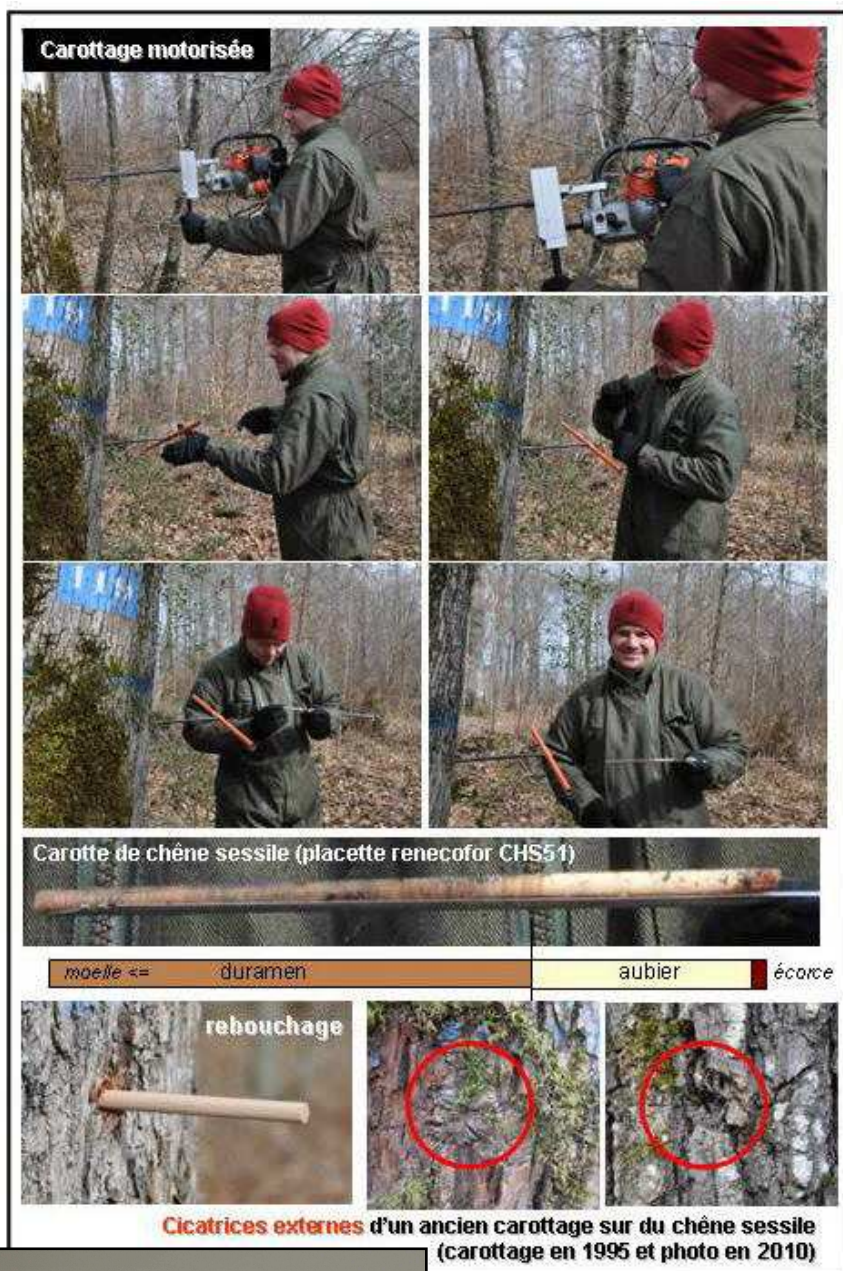 Carottage motorisée
Carotte de chêne sessile (placette renecofor CHS51)
moelle <= duramen aubier écorce
rebouchage
Cicatrices externes d'un ancien carottage sur du chêne sessile
(carottage en 1995 et photo en 2010)